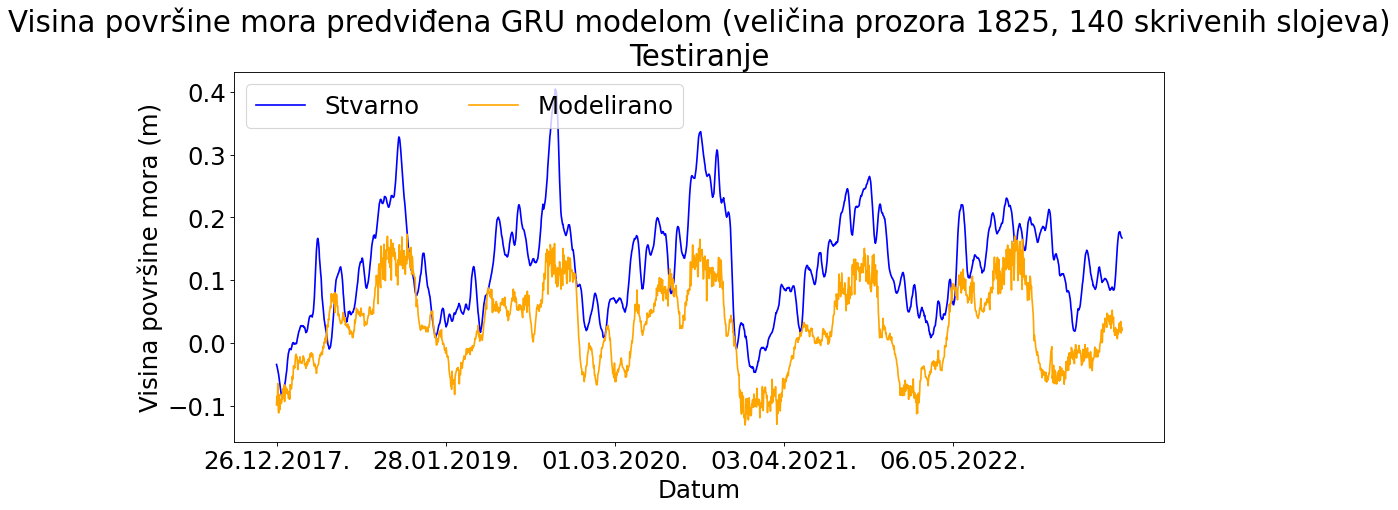 Visina površine mora predviđena GRU modelom (veličina prozora 1825, 140 skrivenih slojeva)
Testiranje
Stvarno
Modelirano
Visina površine mora (m)
0.4
0.3
0.2
0.1
0.0
−0.1
26.12.2017.
28.01.2019.
01.03.2020.
03.04.2021.
06.05.2022.
Datum